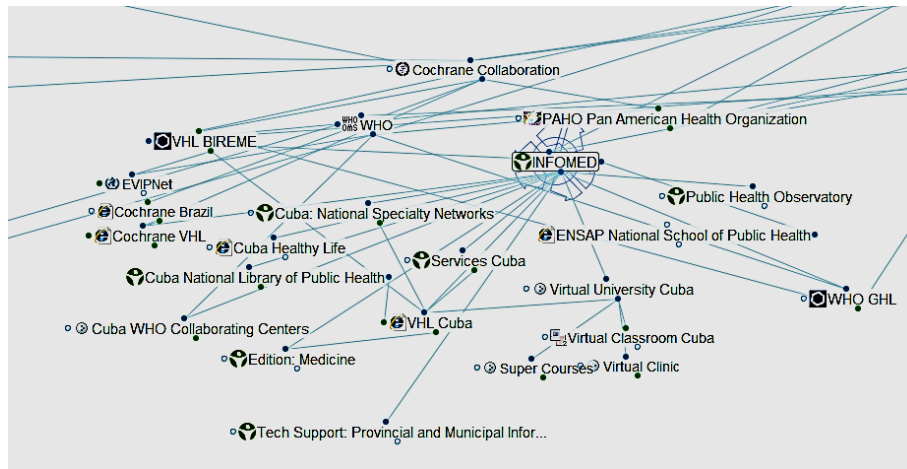 Cochrane Collaboration
WHO OMS WHO
PAHO Pan American Health Organization
VHL BIREME
INFOMED
EVIPNet
Public Health Observatory
Cochrane Brazil
Cuba: National Specialty Networks
Cochrane VHL
Cuba Healthy Life
ENSAP National School of Public Health
Services Cuba
Cuba National Library of Public Health
Virtual University Cuba
WHO GHL
Cuba WHO Collaborating Centers
VHL Cuba
Virtual Classroom Cuba
Edition: Medicine
Super Courses
Virtual Clinic
Tech Support: Provincial and Municipal Infor...